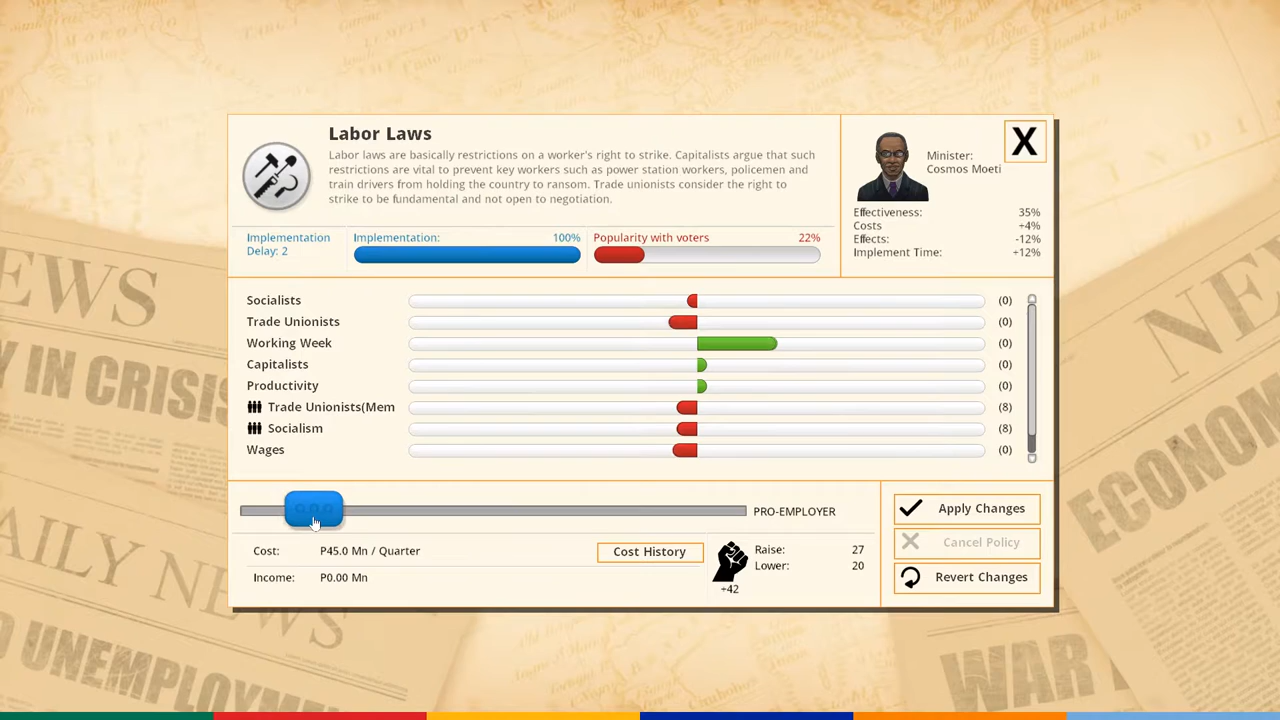 Labor Laws
Labor laws are basically restrictions on a worker's right to strike. Capitalists argue that such
restrictions are vital to prevent key workers such as power station workers, policemen and
train drivers from holding the country to ransom. Trade unionists consider the right to
strike to be fundamental and not open to negotiation.
Implementation
Delay: 2
Implementation: 100%
Popularity with voters 22%
X
Minister:
Cosmos Moeti
Effectiveness: 35%
Costs +4%
Effects: -12%
Implement Time: +12%
Socialists (0)
Trade Unionists (0)
Working Week (0)
Capitalists (0)
Productivity (0)
Trade Unionists(Mem (8)
Socialism (8)
Wages (0)
PRO-EMPLOYER
Cost: P45.0 Mn / Quarter
Cost History
Income: P0.00 Mn
+42
Raise: 27
Lower: 20
Apply Changes
Cancel Policy
Revert Changes
EWS
Y IN CRISIS
DAILY NEWS
UNEMPLOYM
NE
ECONOM
WAR